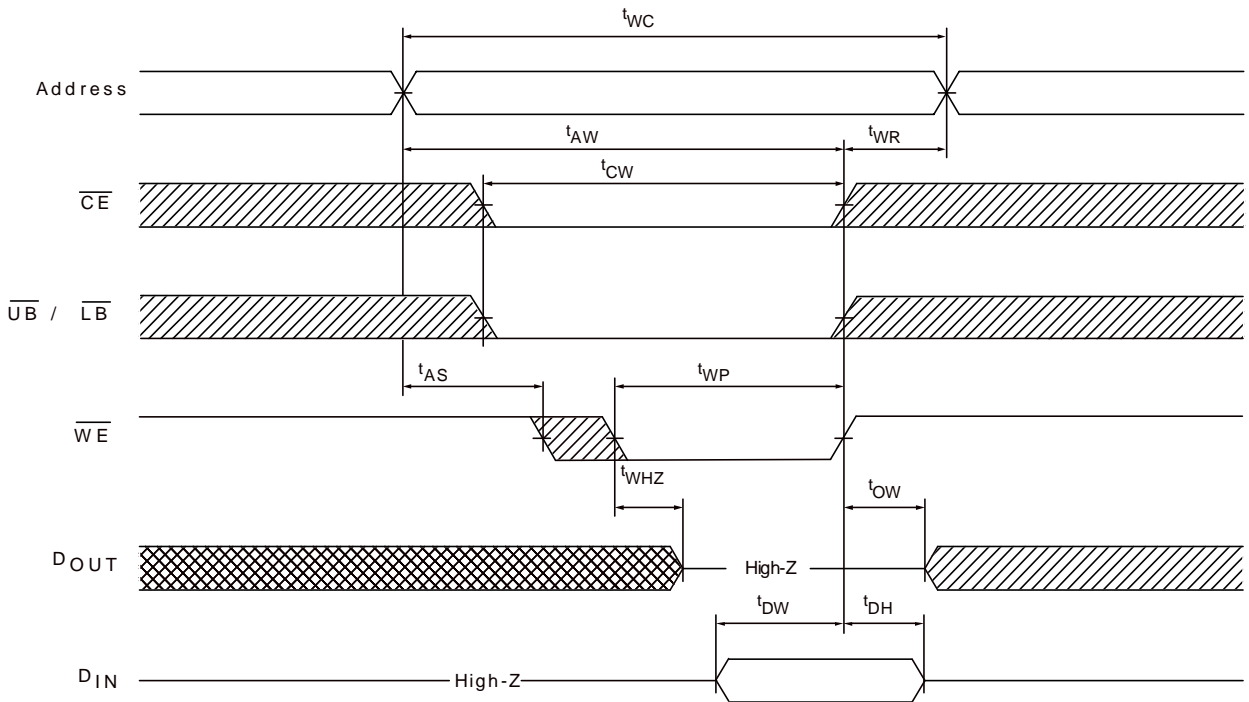 tWC
Address
tAW
tWR
tCW
CE
UB / LB
tAS
tWP
WE
tWHZ
tOW
DOUT
High-Z
tDW
tDH
DIN
High-Z